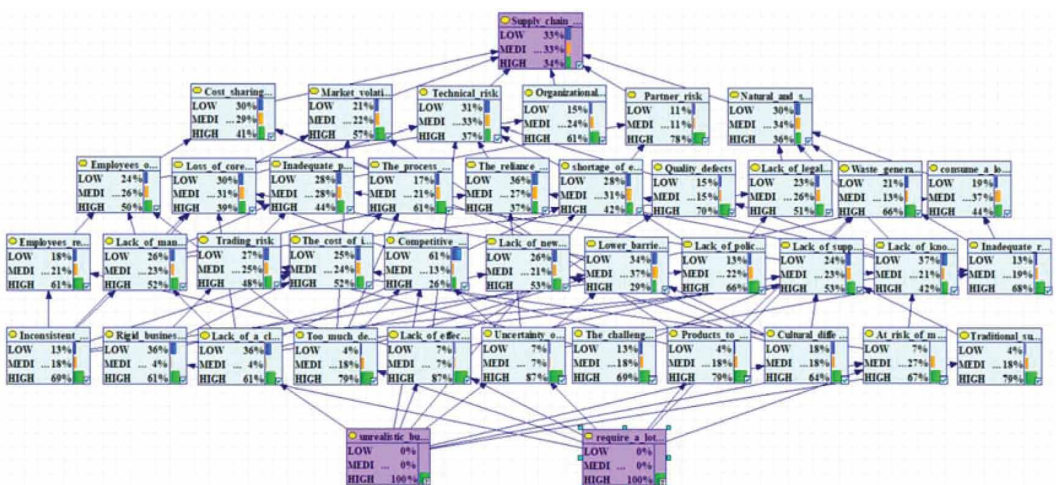 Supply_chain_...
LOW 33%
MEDI ...33%
HIGH 34%
Cost_sharing...
LOW 30%
MEDI ...29%
HIGH 41%
Market_volati...
LOW 21%
MEDI ...22%
HIGH 57%
Technical_risk
LOW 31%
MEDI ...33%
HIGH 37%
Organizational...
LOW 15%
MEDI ...24%
HIGH 61%
Partner_risk
LOW 11%
MEDI ...11%
HIGH 78%
Natural_and_s...
LOW 30%
MEDI ...34%
HIGH 36%
Employees_o...
LOW 24%
MEDI ...26%
HIGH 50%
Loss_of_core...
LOW 30%
MEDI ...31%
HIGH 39%
Inadequate_p...
LOW 28%
MEDI ...28%
HIGH 44%
The_process...
LOW 17%
MEDI ...21%
HIGH 61%
The_reliance...
LOW 36%
MEDI ...27%
HIGH 37%
shortage_of_e...
LOW 28%
MEDI ...31%
HIGH 42%
Quality_defects
LOW 15%
MEDI ...15%
HIGH 70%
Lack_of_legal...
LOW 23%
MEDI ...26%
HIGH 51%
Waste_genera...
LOW 21%
MEDI ...13%
HIGH 66%
consume_a_lo...
LOW 19%
MEDI ...37%
HIGH 44%
Employees_re...
LOW 18%
MEDI ...21%
HIGH 61%
Lack_of_man...
LOW 26%
MEDI ...23%
HIGH 52%
Trading_risk
LOW 27%
MEDI ...25%
HIGH 48%
The_cost_of_i...
LOW 25%
MEDI ...24%
HIGH 52%
Competitive_...
LOW 61%
MEDI ...13%
HIGH 26%
Lack_of_new...
LOW 26%
MEDI ...21%
HIGH 53%
Lower_barrie...
LOW 34%
MEDI ...37%
HIGH 29%
Lack_of_polic...
LOW 13%
MEDI ...22%
HIGH 66%
Lack_of_supp...
LOW 24%
MEDI ...23%
HIGH 53%
Lack_of_kno...
LOW 37%
MEDI ...21%
HIGH 42%
Inadequate_r...
LOW 13%
MEDI ...19%
HIGH 68%
Inconsistent_...
LOW 13%
MEDI ...18%
HIGH 69%
Rigid_busines...
LOW 36%
MEDI ... 4%
HIGH 61%
Lack_of_a_cl...
LOW 36%
MEDI ... 4%
HIGH 61%
Too_much_de...
LOW 4%
MEDI ...18%
HIGH 79%
Lack_of_effec...
LOW 7%
MEDI ... 7%
HIGH 87%
Uncertainty_o...
LOW 7%
MEDI ... 7%
HIGH 87%
The_challeng...
LOW 13%
MEDI ...18%
HIGH 69%
Products_to_...
LOW 4%
MEDI ...18%
HIGH 79%
Cultural_diffe...
LOW 18%
MEDI ...18%
HIGH 64%
At_risk_of_m...
LOW 7%
MEDI ...27%
HIGH 67%
Traditional_su...
LOW 4%
MEDI ...18%
HIGH 79%
unrealistic_bu...
LOW 0%
MEDI ... 0%
HIGH 100%
require_a_lot...
LOW 0%
MEDI ... 0%
HIGH 100%